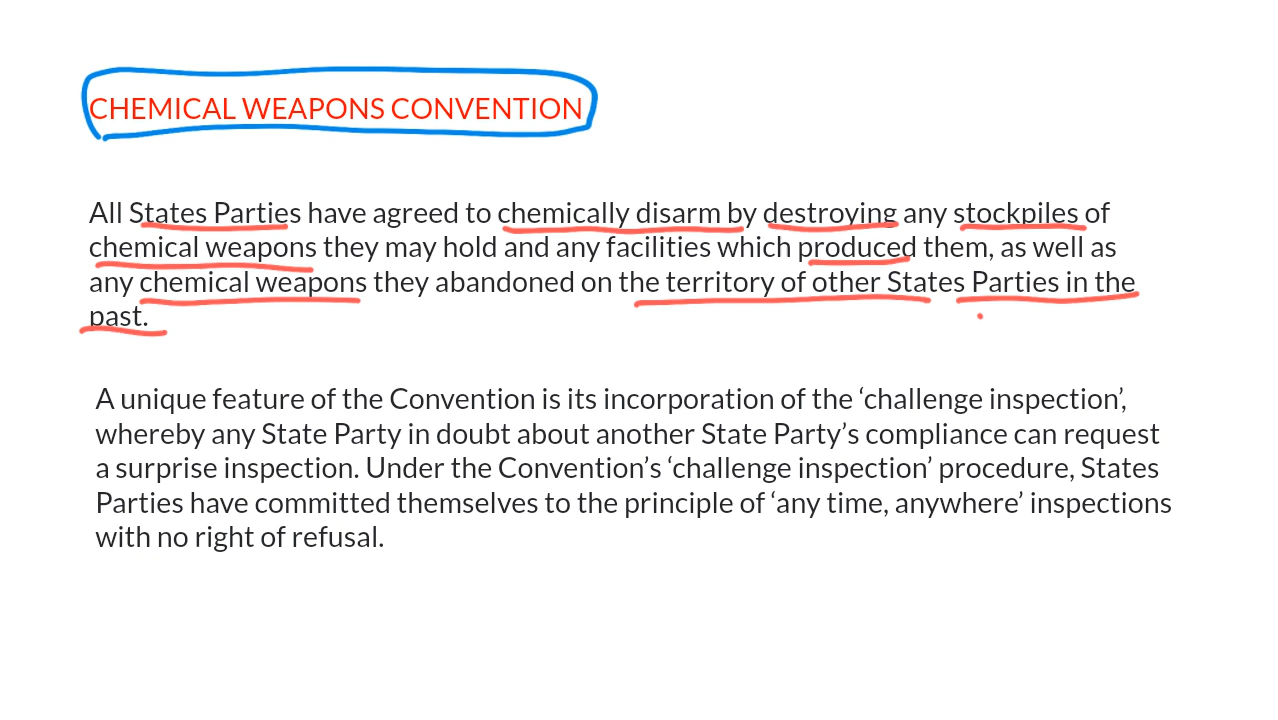 CHEMICAL WEAPONS CONVENTION
All States Parties have agreed to chemically disarm by destroying any stockpiles of
chemical weapons they may hold and any facilities which produced them, as well as
any chemical weapons they abandoned on the territory of other States Parties in the
past.
A unique feature of the Convention is its incorporation of the ‘challenge inspection’,
whereby any State Party in doubt about another State Party’s compliance can request
a surprise inspection. Under the Convention’s ‘challenge inspection’ procedure, States
Parties have committed themselves to the principle of ‘any time, anywhere’ inspections
with no right of refusal.